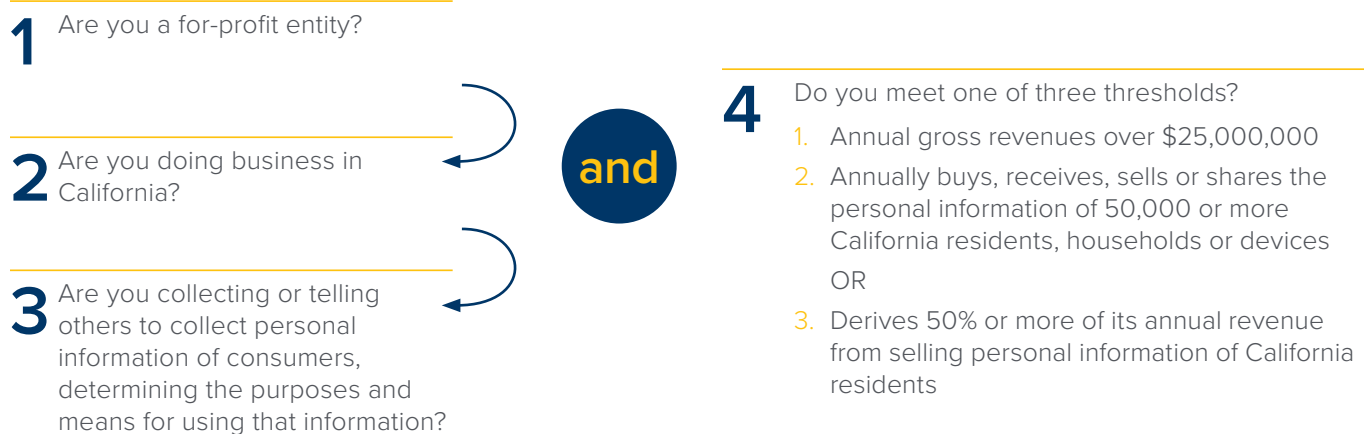 1 Are you a for-profit entity?
2 Are you doing business in
California?
3 Are you collecting or telling
others to collect personal
information of consumers,
determining the purposes and
means for using that information?
and
4 Do you meet one of three thresholds?
1. Annual gross revenues over $25,000,000
2. Annually buys, receives, sells or shares the
personal information of 50,000 or more
California residents, households or devices
OR
3. Derives 50% or more of its annual revenue
from selling personal information of California
residents